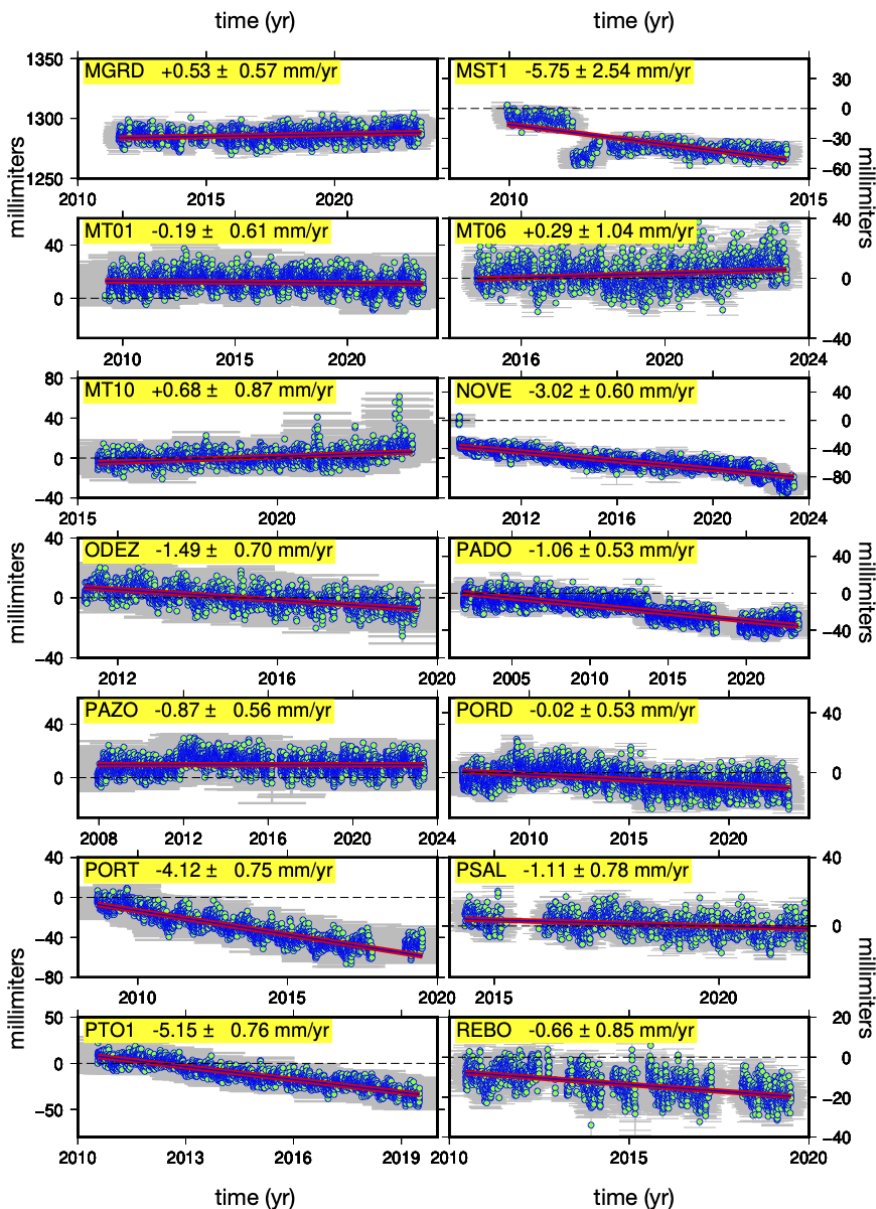 time (yr) time (yr)
MGRD +0.53 ± 0.57 mm/yr
1350
1300
1250
2010 2015 2020
millimeters
MST1 -5.75 ± 2.54 mm/yr
30
0
−30
−60
2010 2015
millimeters
MT01 -0.19 ± 0.61 mm/yr
40
0
2010 2015 2020
MT06 +0.29 ± 1.04 mm/yr
40
0
−40
2016 2020 2024
MT10 +0.68 ± 0.87 mm/yr
80
40
0
−40
2015 2020
NOVE -3.02 ± 0.60 mm/yr
40
0
−40
−80
2012 2016 2020 2024
ODEZ -1.49 ± 0.70 mm/yr
40
0
−40
2012 2016 2020
millimeters
PADO -1.06 ± 0.53 mm/yr
40
0
−40
2005 2010 2015 2020
millimeters
PAZO -0.87 ± 0.56 mm/yr
40
0
2008 2012 2016 2020 2024
PORD -0.02 ± 0.53 mm/yr
40
0
2010 2015 2020
PORT -4.12 ± 0.75 mm/yr
0
−40
−80
2010 2015 2020
millimeters
PSAL -1.11 ± 0.78 mm/yr
40
0
2015 2020
millimeters
PTO1 -5.15 ± 0.76 mm/yr
50
0
−50
2010 2013 2016 2019
REBO -0.66 ± 0.85 mm/yr
20
0
−20
−40
2010 2015 2020
time (yr) time (yr)